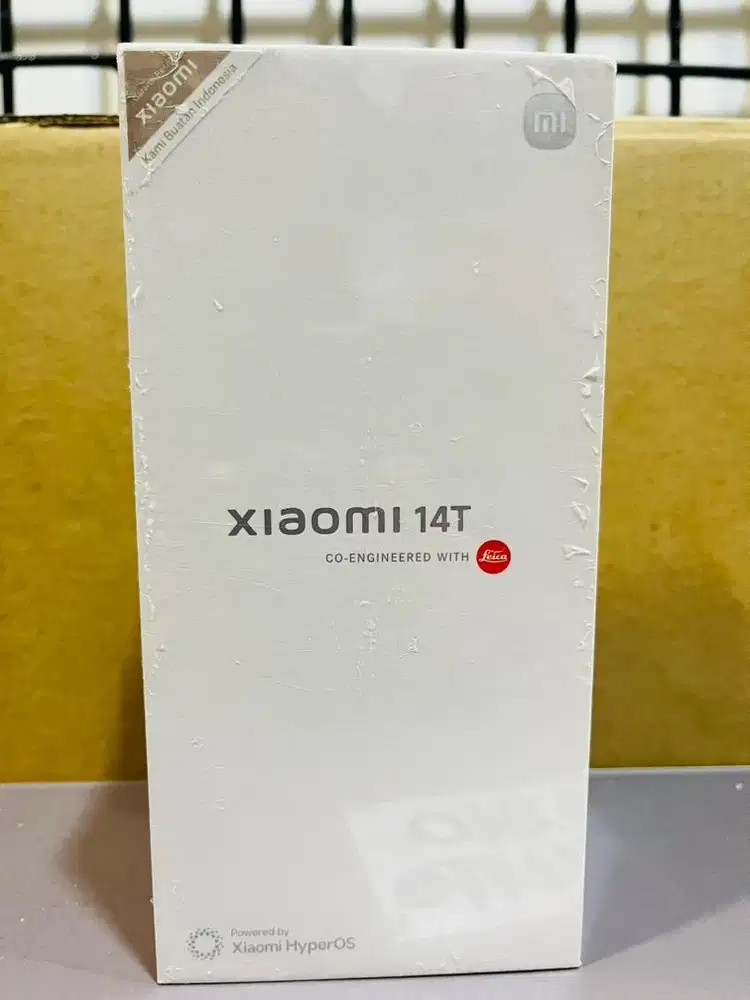 xiaomi
Kami Buatan Indonesia
mi
xiaomi 14T
CO-ENGINEERED WITH Leica
Powered by
Xiaomi HyperOS